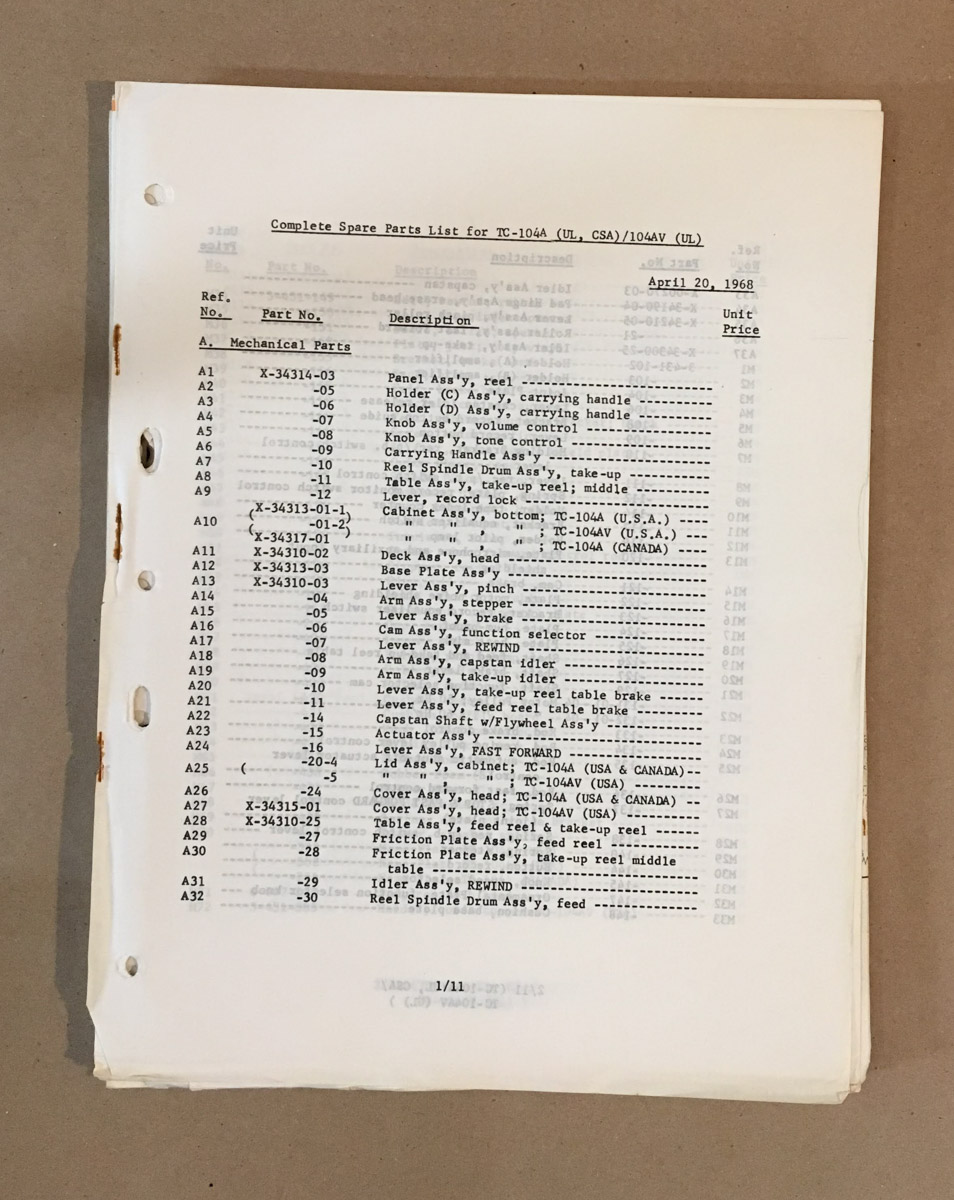 Complete Spare Parts List for TC-104A (UL, CSA)/104AV (UL)
April 20, 1968
Ref. No. Part No. Description Unit Price
A. Mechanical Parts
A1 X-34314-03 Panel Ass'y, reel --------------------------
A2 -05 Holder (C) Ass'y, carrying handle ----------
A3 -06 Holder (D) Ass'y, carrying handle ----------
A4 -07 Knob Ass'y, volume control -----------------
A5 -08 Knob Ass'y, tone control -------------------
A6 -09 Carrying Handle Ass'y ----------------------
A7 -10 Reel Spindle Drum Ass'y, take-up -----------
A8 -11 Table Ass'y, take-up reel; middle ----------
A9 -12 Lever, record lock --------------------------
A10 (X-34313-01-1) Cabinet Ass'y, bottom; TC-104A (U.S.A.) ----
( -01-2) " " , " ; TC-104AV (U.S.A.) ---
X-34317-01 " " , " ; TC-104A (CANADA) ----
A11 X-34310-02 Deck Ass'y, head ---------------------------
A12 X-34313-03 Base Plate Ass'y ---------------------------
A13 X-34310-03 Lever Ass'y, pinch -------------------------
A14 -04 Arm Ass'y, stepper -------------------------
A15 -05 Lever Ass'y, brake -------------------------
A16 -06 Cam Ass'y, function selector ---------------
A17 -07 Lever Ass'y, REWIND ------------------------
A18 -08 Arm Ass'y, capstan idler -------------------
A19 -09 Arm Ass'y, take-up idler -------------------
A20 -10 Lever Ass'y, take-up reel table brake ------
A21 -11 Lever Ass'y, feed reel table brake ---------
A22 -14 Capstan Shaft w/Flywheel Ass'y -------------
A23 -15 Actuator Ass'y -----------------------------
A24 -16 Lever Ass'y, FAST FORWARD ------------------
A25 ( -20-4 Lid Ass'y, cabinet; TC-104A (USA & CANADA)--
-5 " " , " ; TC-104AV (USA) -------
A26 -24 Cover Ass'y, head; TC-104A (USA & CANADA) --
A27 X-34315-01 Cover Ass'y, head; TC-104AV (USA) ----------
A28 X-34310-25 Table Ass'y, feed reel & take-up reel ------
A29 -27 Friction Plate Ass'y, feed reel ------------
A30 -28 Friction Plate Ass'y, take-up reel middle
table -------------------------------------
A31 -29 Idler Ass'y, REWIND ------------------------
A32 -30 Reel Spindle Drum Ass'y, feed --------------
1/11